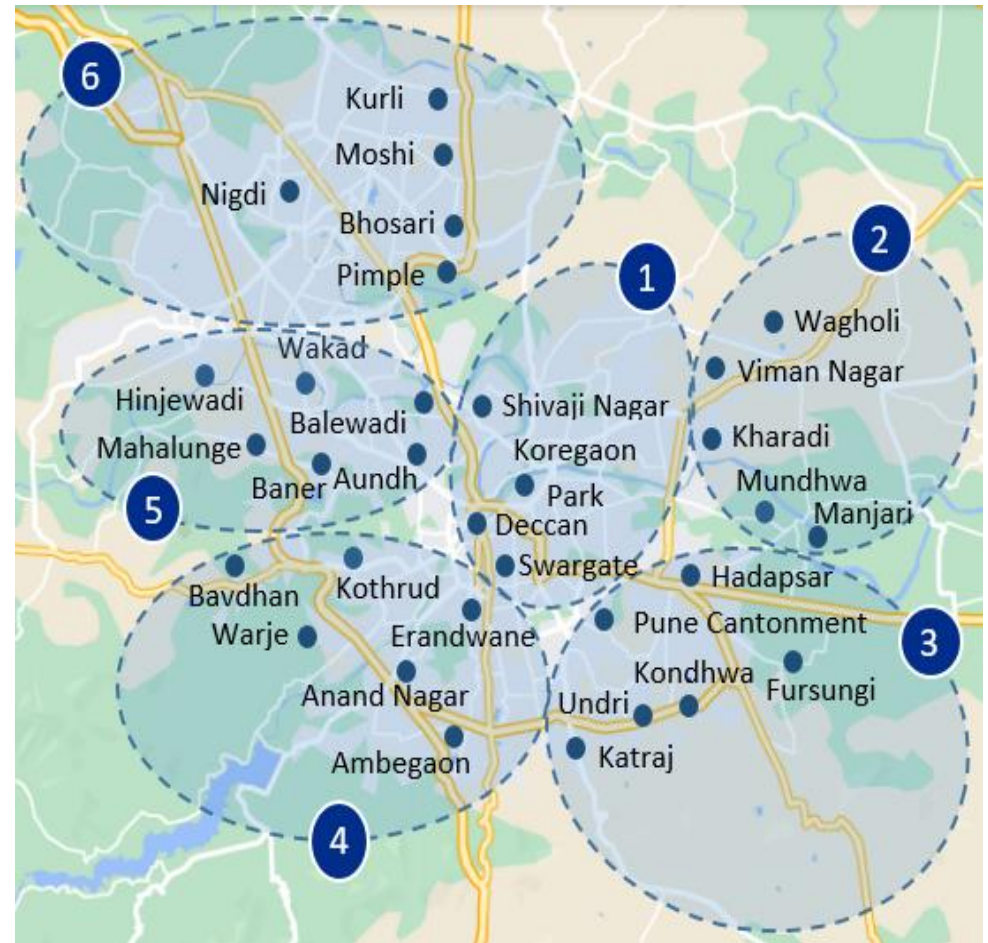 6
Kurli
Moshi
Nigdi
Bhosari
Pimple
1
2
Wagholi
Viman Nagar
Kharadi
Mundhwa
Manjari
Wakad
Hinjewadi
Balewadi
Mahalunge
Baner
Aundh
5
Shivaji Nagar
Koregaon
Park
Deccan
Swargate
Bavdhan
Kothrud
Warje
Erandwane
Anand Nagar
Ambegaon
4
Hadapsar
Pune Cantonment
3
Kondhwa
Fursungi
Undri
Katraj